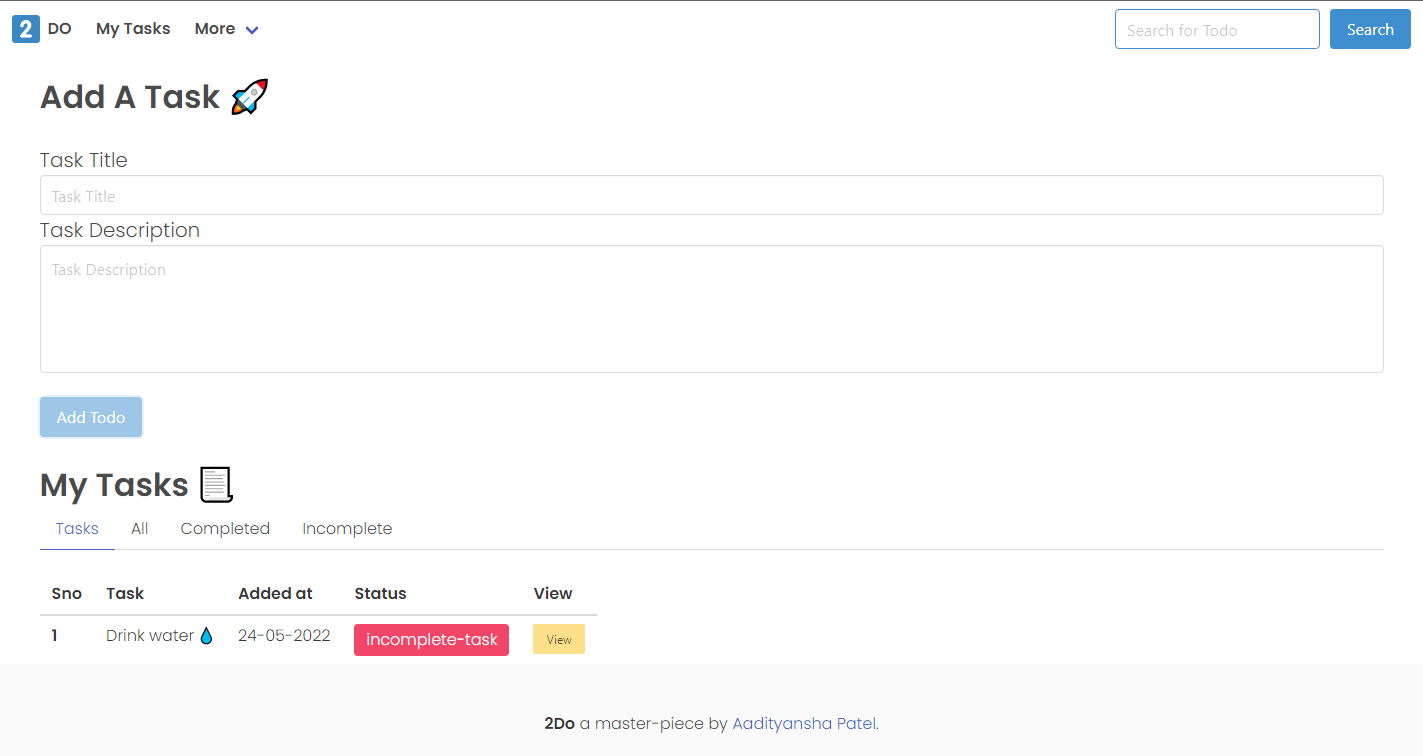 2 DO My Tasks More Search for Todo Search
Add A Task 🚀
Task Title
Task Title
Task Description
Task Description
Add Todo
My Tasks 📃
Tasks All Completed Incomplete
Sno Task Added at Status View
1 Drink water 💧 24-05-2022 incomplete-task View
2Do a master-piece by Aadityansha Patel.